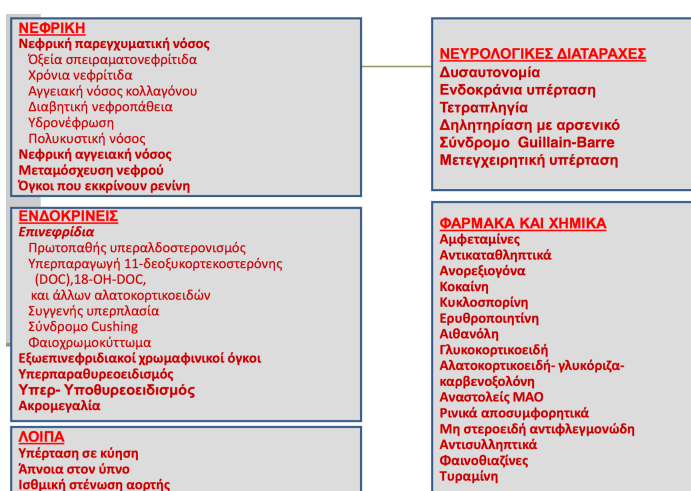 ΝΕΦΡΙΚΗ
Νεφρική παρεγχυματική νόσος
Όξεία σπειραματονεφρίτιδα
Χρόνια νεφρίτιδα
Αγγειακή νόσος κολλαγόνου
Διαβητική νεφροπάθεια
Υδρονέφρωση
Πολυκυστική νόσος
Νεφρική αγγειακή νόσος
Μεταμόσχευση νεφρού
Όγκοι που εκκρίνουν ρενίνη
ΕΝΔΟΚΡΙΝΕΙΣ
Επινεφρίδια
Πρωτοπαθής υπεραλδοστερονισμός
Υπερπαραγωγή 11-δεοξυκορτεκοστερόνης
(DOC),18-OH-DOC,
και άλλων αλατοκορτικοειδών
Συγγενής υπερπλασία
Σύνδρομο Cushing
Φαιοχρωμοκύττωμα
Εξωεπινεφριδιακοί χρωμαφινικοί όγκοι
Υπερπαραθυρεοειδισμός
Υπερ- Υποθυρεοειδισμός
Ακρομεγαλία
ΛΟΙΠΑ
Υπέρταση σε κύηση
Άπνοια στον ύπνο
Ισθμική στένωση αορτής
ΝΕΥΡΟΛΟΓΙΚΕΣ ΔΙΑΤΑΡΑΧΕΣ
Δυσαυτονομία
Ενδοκράνια υπέρταση
Τετραπληγία
Δηλητηρίαση με αρσενικό
Σύνδρομο Guillain-Barre
Μετεγχειρητική υπέρταση
ΦΑΡΜΑΚΑ ΚΑΙ ΧΗΜΙΚΑ
Αμφεταμίνες
Αντικαταθληπτικά
Ανορεξιογόνα
Κοκαίνη
Κυκλοσπορίνη
Ερυθροποιητίνη
Αιθανόλη
Γλυκοκορτικοειδή
Αλατοκορτικοειδή- γλυκόριζα-
καρβενοξολόνη
Αναστολείς ΜΑΟ
Ρινικά αποσυμφορητικά
Μη στεροειδή αντιφλεγμονώδη
Αντισυλληπτικά
Φαινοθιαζίνες
Τυραμίνη